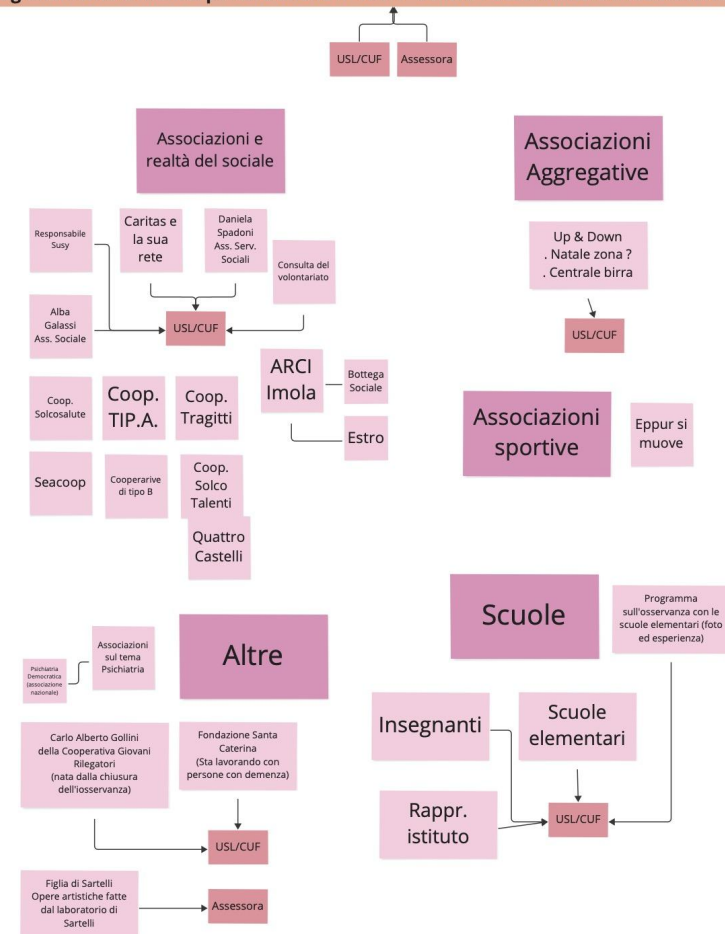 USL/CUF
Assessora
Associazioni e
realtà del sociale
Associazioni
Aggregative
Responsabile
Susy
Caritas e
la sua
rete
Daniela
Spadoni
Ass. Serv.
Sociali
Consulta del
volontariato
Up & Down
. Natale zona ?
. Centrale birra
Alba
Galassi
Ass. Sociale
USL/CUF
USL/CUF
ARCI
Imola
Bottega
Sociale
Estro
Coop.
Solcosalute
Coop.
TIP.A.
Coop.
Tragitti
Associazioni
sportive
Eppur si
muove
Seacoop
Cooperarive
di tipo B
Coop.
Solco
Talenti
Quattro
Castelli
Scuole
Programma
sull'osservanza con le
scuole elementari (foto
ed esperienza)
Altre
Associazioni
sul tema
Psichiatria
Psichiatria
Democratica
(associazione
nazionale)
Insegnanti
Scuole
elementari
Carlo Alberto Gollini
della Cooperativa Giovani
Rilegatori
(nata dalla chiusura
dell'iosservanza)
Fondazione Santa
Caterina
(Sta lavorando con
persone con demenza)
Rappr.
istituto
USL/CUF
USL/CUF
Figlia di Sartelli
Opere artistiche fatte
dal laboratorio di
Sartelli
Assessora